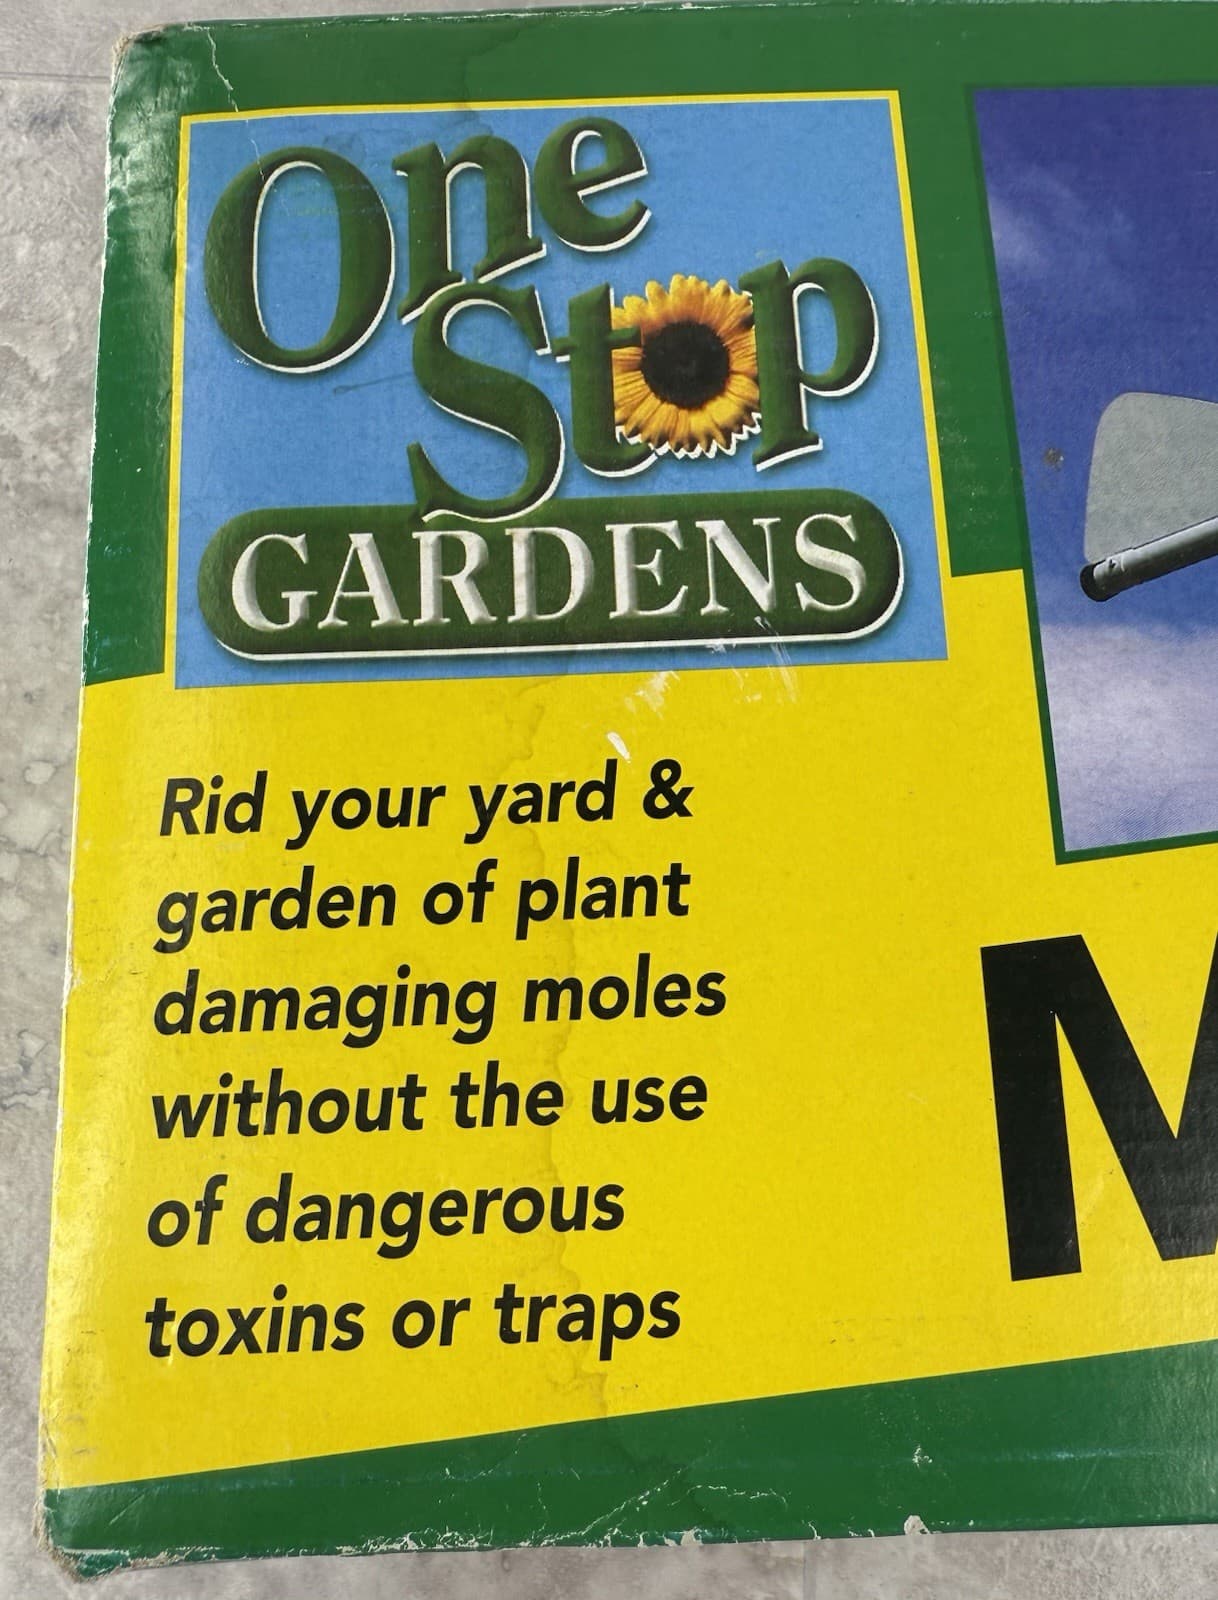 One
Stop
GARDENS
Rid your yard &
garden of plant
damaging moles
without the use
of dangerous
toxins or traps
M